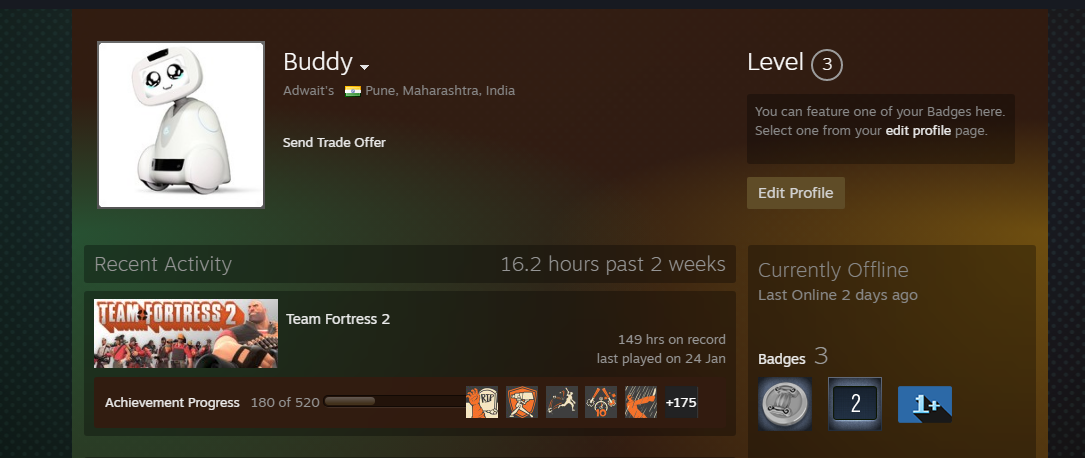 Buddy
Adwait's Pune, Maharashtra, India
Send Trade Offer
Level 3
You can feature one of your Badges here.
Select one from your edit profile page.
Edit Profile
Recent Activity 16.2 hours past 2 weeks
TEAM FORTRESS 2
Team Fortress 2
149 hrs on record
last played on 24 Jan
Achievement Progress 180 of 520
RIP
10
+175
Currently Offline
Last Online 2 days ago
Badges 3
2
1+